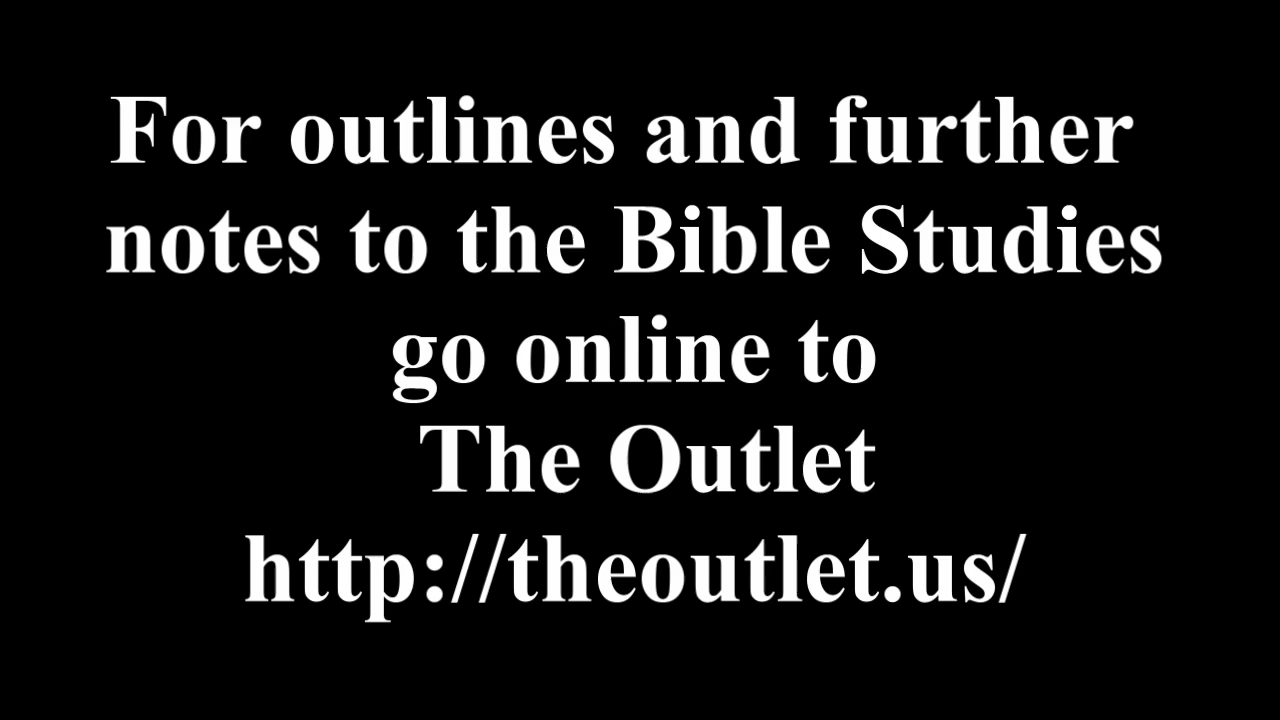 For outlines and further
notes to the Bible Studies
go online to
The Outlet
http://theoutlet.us/